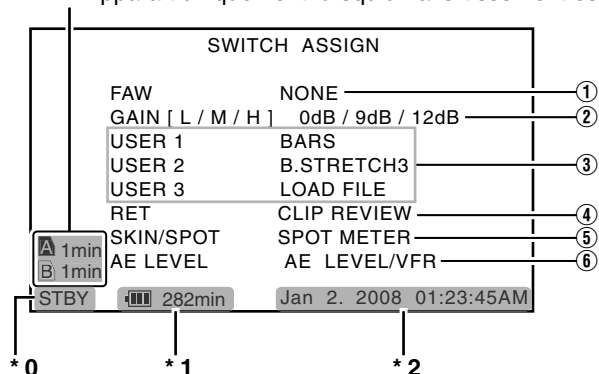 SWITCH ASSIGN
FAW NONE ①
GAIN [ L / M / H ] 0dB / 9dB / 12dB ②
USER 1 BARS
USER 2 B.STRETCH3 ③
USER 3 LOAD FILE
RET CLIP REVIEW ④
SKIN/SPOT SPOT METER ⑤
AE LEVEL AE LEVEL/VFR ⑥
A 1min
B 1min
STBY 282min Jan 2. 2008 01:23:45AM
* 0 * 1 * 2